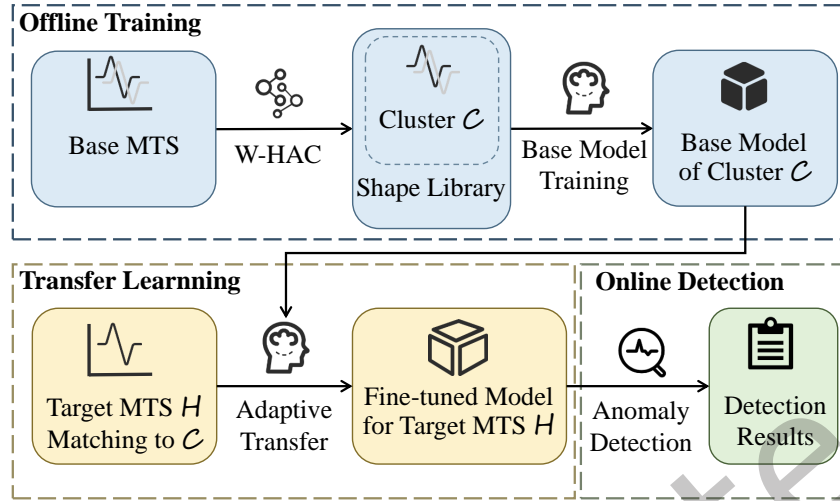 Offline Training
Base MTS
W-HAC
Cluster C
Shape Library
Base Model
Training
Base Model
of Cluster C
Transfer Learnning
Target MTS H
Matching to C
Adaptive
Transfer
Fine-tuned Model
for Target MTS H
Online Detection
Anomaly
Detection
Detection
Results